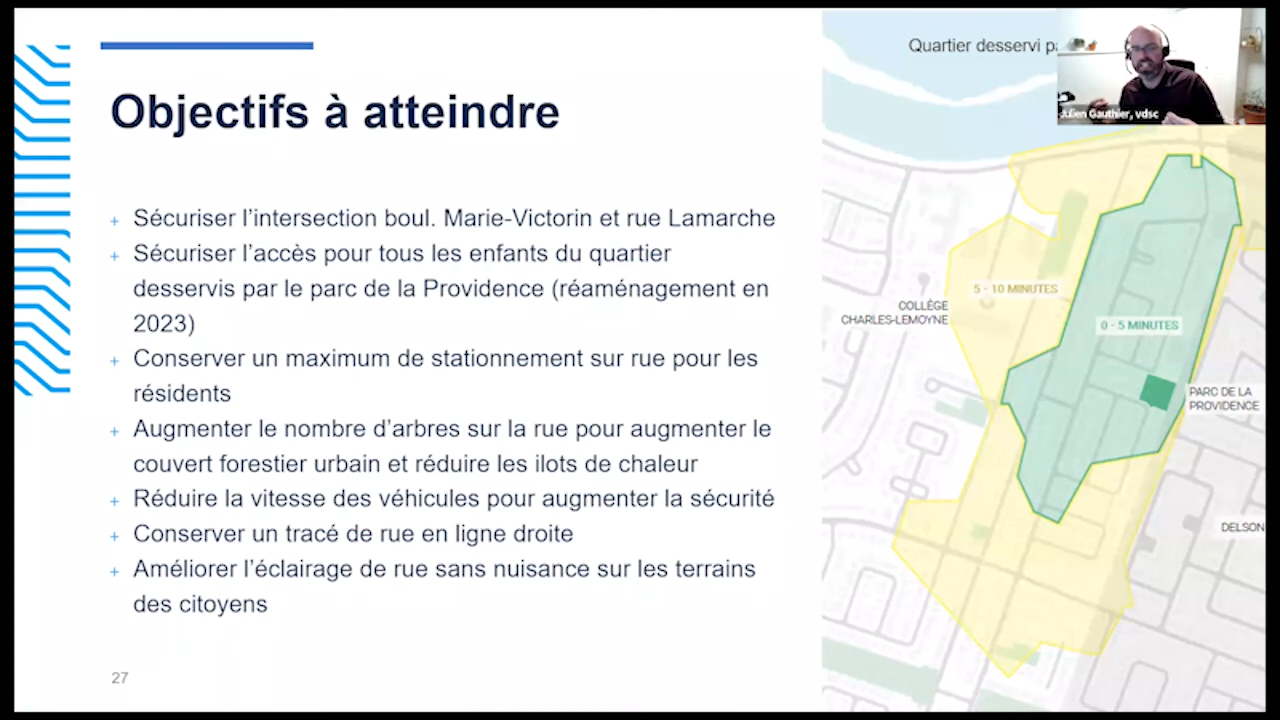 Quartier desservi pa
Julien Gauthier, vdsc
Objectifs à atteindre
+ Sécuriser l’intersection boul. Marie-Victorin et rue Lamarche
+ Sécuriser l’accès pour tous les enfants du quartier
desservis par le parc de la Providence (réaménagement en
2023)
+ Conserver un maximum de stationnement sur rue pour les
résidents
+ Augmenter le nombre d’arbres sur la rue pour augmenter le
couvert forestier urbain et réduire les ilots de chaleur
+ Réduire la vitesse des véhicules pour augmenter la sécurité
+ Conserver un tracé de rue en ligne droite
+ Améliorer l’éclairage de rue sans nuisance sur les terrains
des citoyens
27
5 - 10 MINUTES
COLLÈGE
CHARLES-LEMOYNE
0 - 5 MINUTES
PARC DE LA
PROVIDENCE
DELSON